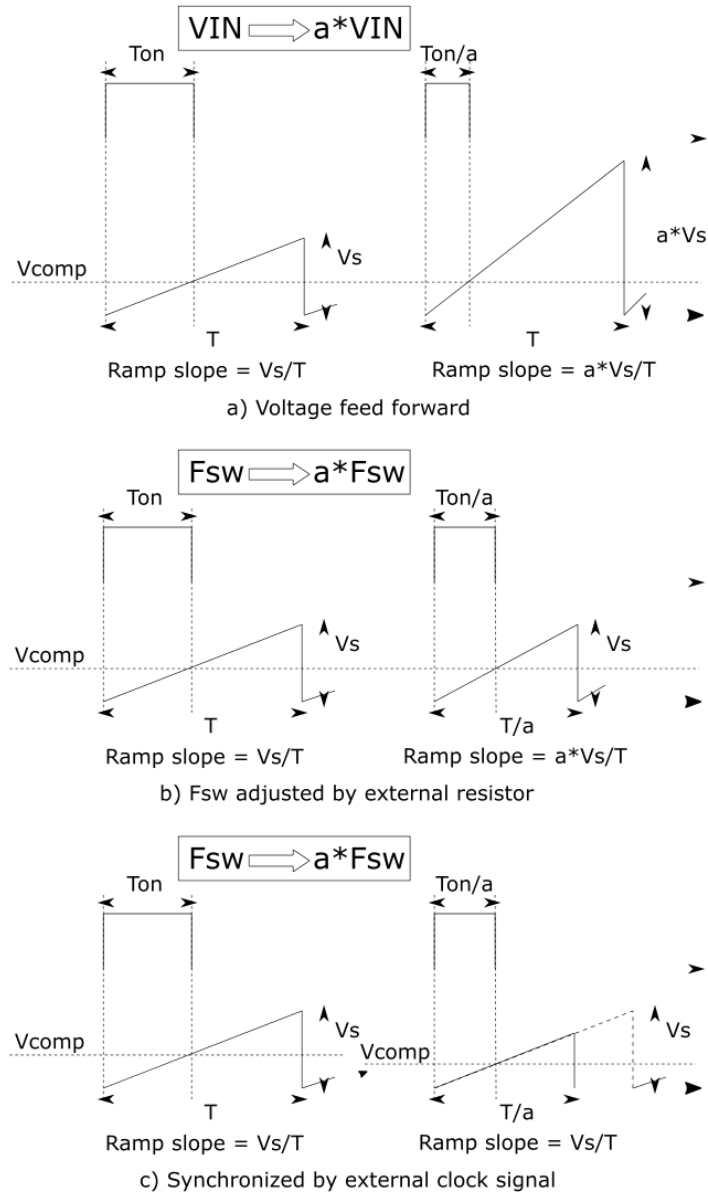 VIN a*VIN
Ton Ton/a
Vs a*Vs
Vcomp
T T
Ramp slope = Vs/T Ramp slope = a*Vs/T
a) Voltage feed forward
Fsw a*Fsw
Ton Ton/a
Vcomp Vs Vs
T T/a
Ramp slope = Vs/T Ramp slope = a*Vs/T
b) Fsw adjusted by external resistor
Fsw a*Fsw
Ton Ton/a
Vcomp Vs Vcomp Vs
T T/a
Ramp slope = Vs/T Ramp slope = Vs/T
c) Synchronized by external clock signal